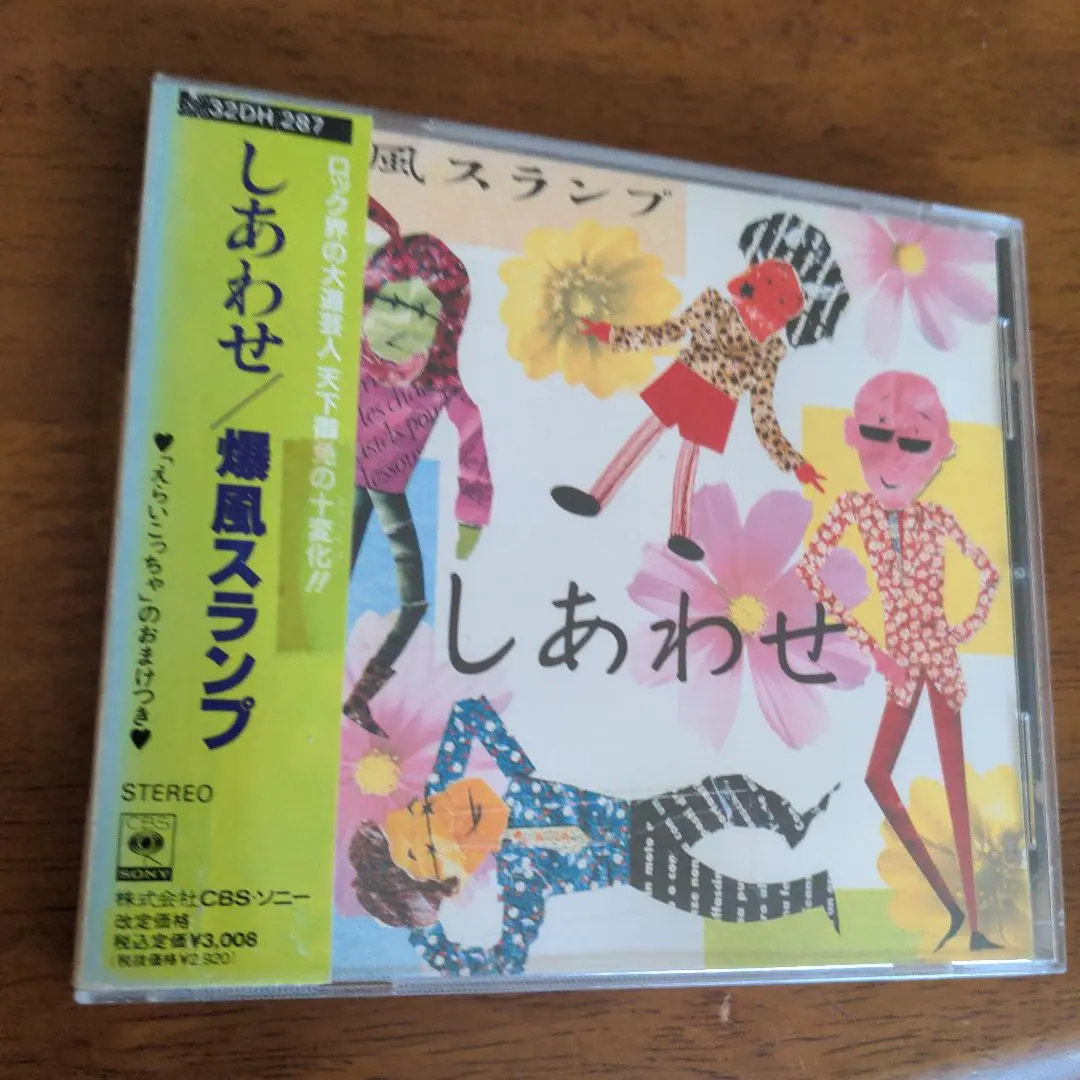 32DH 287
ロック界の大道芸人 天下御免の十変化!!
しあわせ/爆風スランプ
♥「えらいこっちゃ」のおまけつき♥
STEREO
CBS
SONY
株式会社CBS・ソニー
改定価格
税込定価¥3,008
(税抜価格¥2,920)
風スランプ
しあわせ